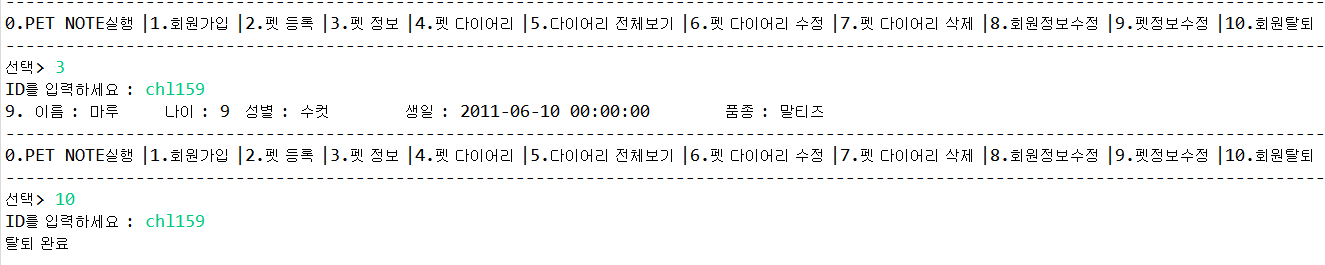 0.PET NOTE실행 |1.회원가입 |2.펫 등록 |3.펫 정보 |4.펫 다이어리 |5.다이어리 전체보기 |6.펫 다이어리 수정 |7.펫 다이어리 삭제 |8.회원정보수정 |9.펫정보수정 |10.회원탈퇴
선택> 3
ID를 입력하세요 : chl159
9. 이름 : 마루 나이 : 9 성별 : 수컷 생일 : 2011-06-10 00:00:00 품종 : 말티즈
0.PET NOTE실행 |1.회원가입 |2.펫 등록 |3.펫 정보 |4.펫 다이어리 |5.다이어리 전체보기 |6.펫 다이어리 수정 |7.펫 다이어리 삭제 |8.회원정보수정 |9.펫정보수정 |10.회원탈퇴
선택> 10
ID를 입력하세요 : chl159
탈퇴 완료